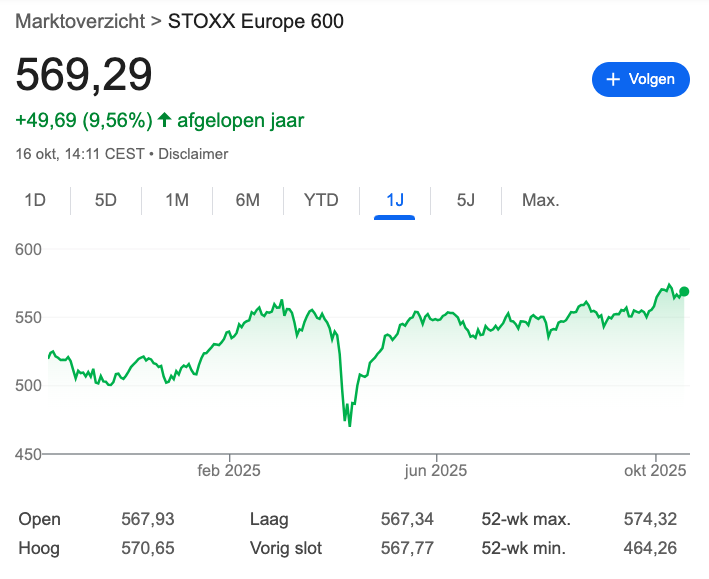 Marktoverzicht > STOXX Europe 600
569,29
+ Volgen
+49,69 (9,56%) ↑ afgelopen jaar
16 okt, 14:11 CEST • Disclaimer
1D 5D 1M 6M YTD 1J 5J Max.
600
550
500
450
feb 2025 jun 2025 okt 2025
Open 567,93 Laag 567,34 52-wk max. 574,32
Hoog 570,65 Vorig slot 567,77 52-wk min. 464,26